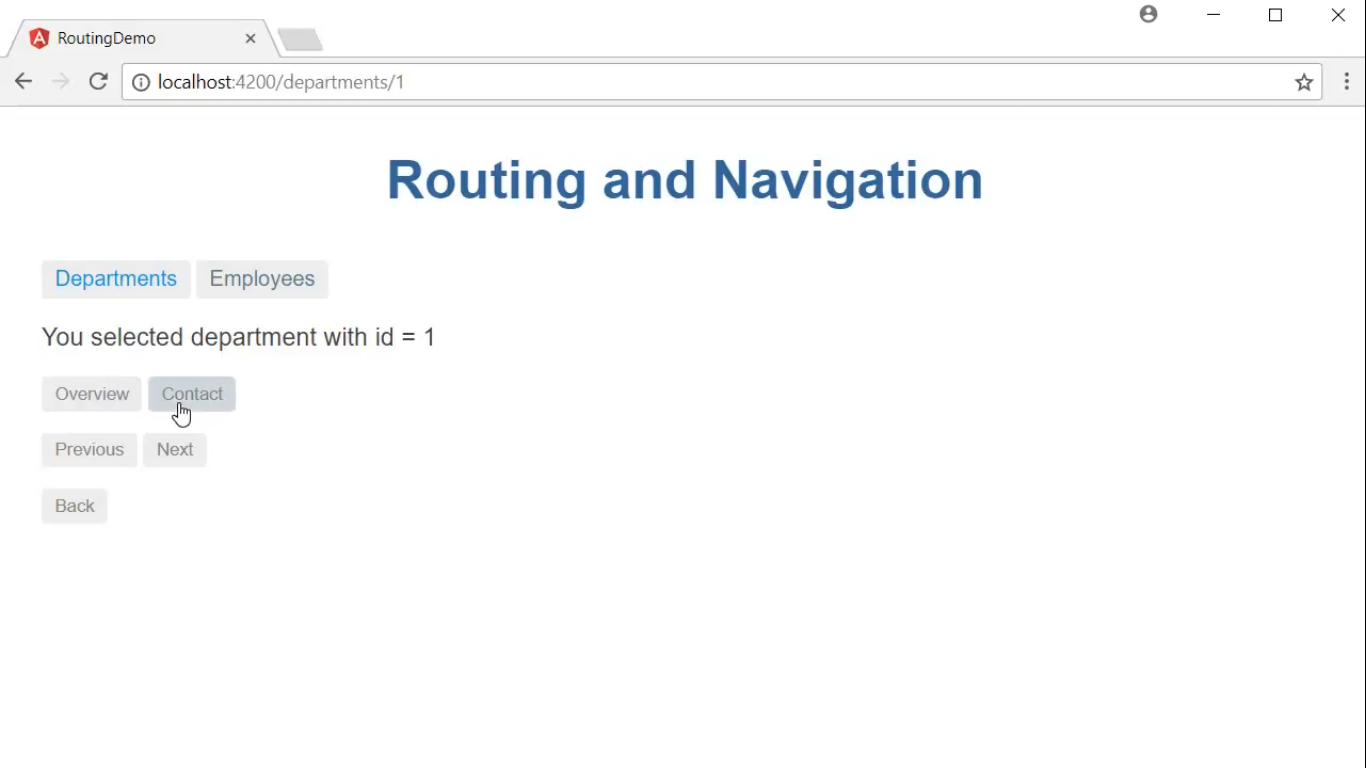 RoutingDemo
localhost:4200/departments/1
Routing and Navigation
Departments Employees
You selected department with id = 1
Overview Contact
Previous Next
Back